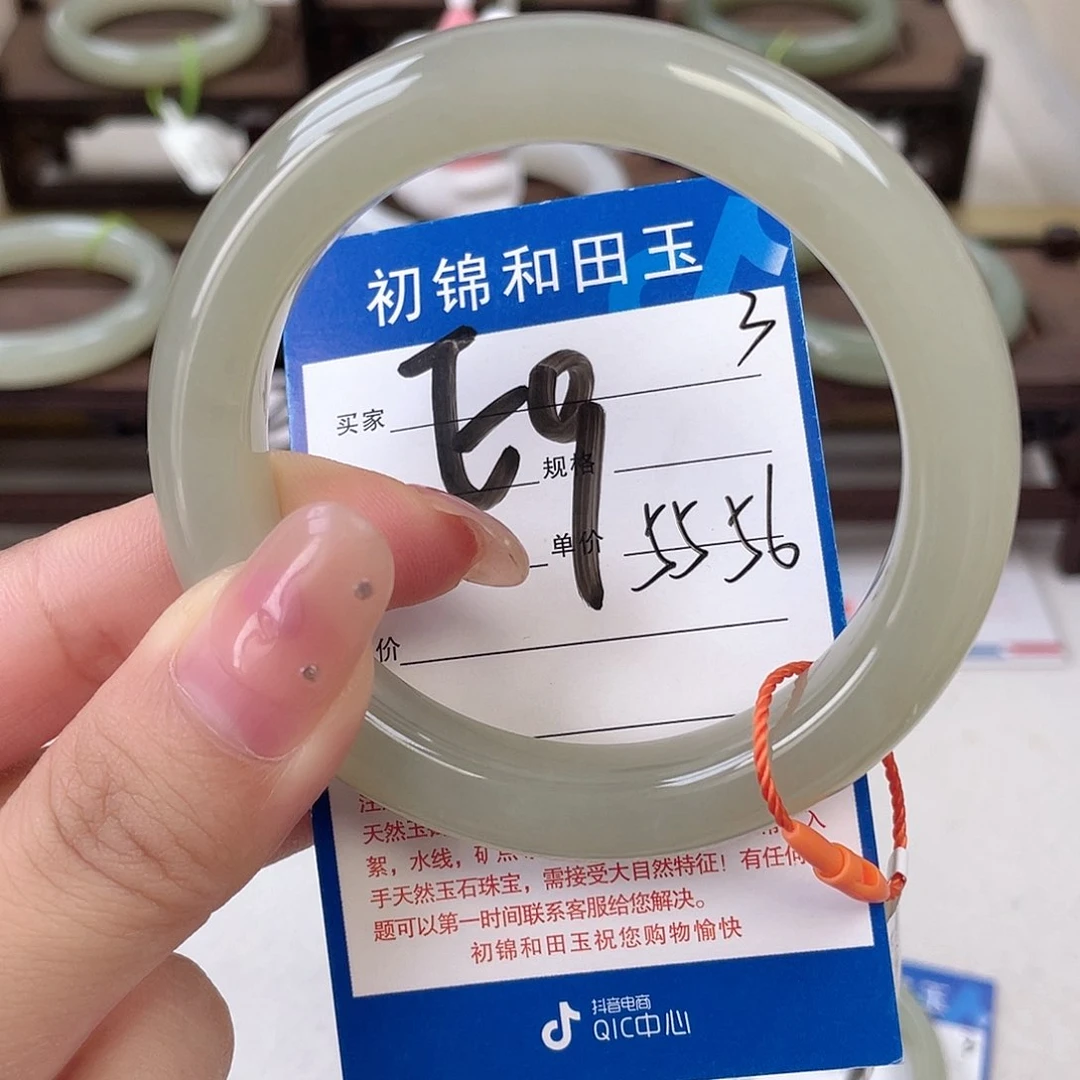 初锦和田玉
3
买家
规格
单价 55 56
价
天然玉
絮，水线，矿点
手天然玉石珠宝，需接受大自然特征！有任何
题可以第一时间联系客服给您解决。
初锦和田玉祝您购物愉快
抖音电商
QIC中心